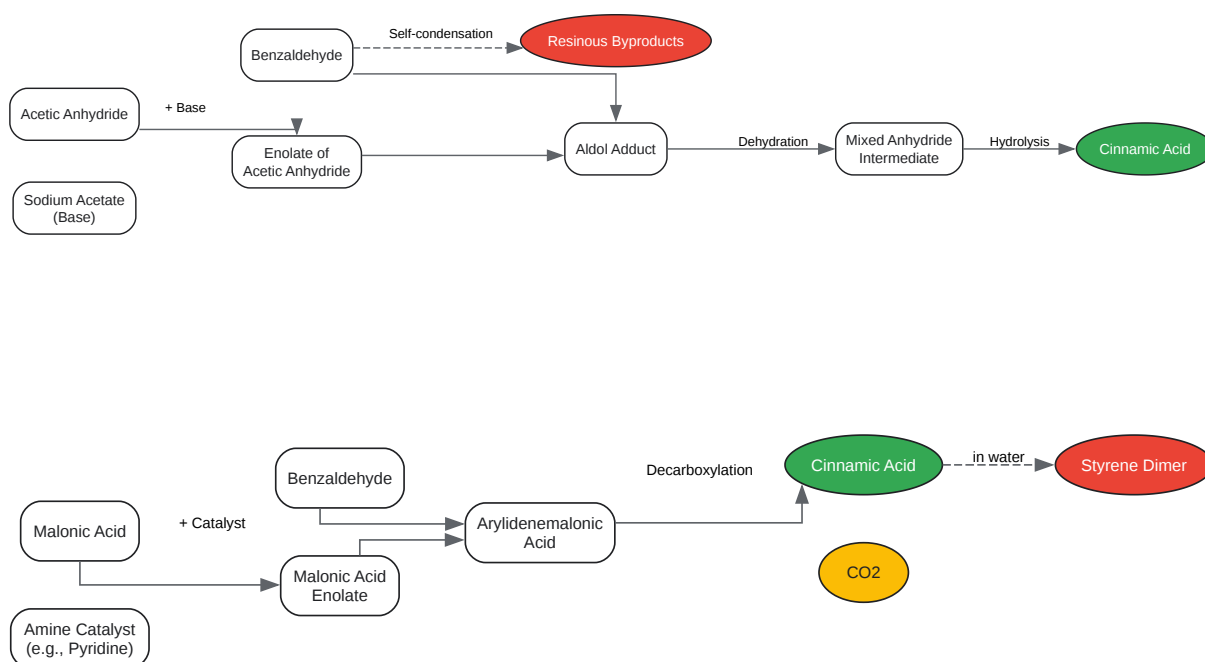 Self-condensation
Benzaldehyde
Resinous Byproducts
Acetic Anhydride
+ Base
Enolate of
Acetic Anhydride
Aldol Adduct
Dehydration
Mixed Anhydride
Intermediate
Hydrolysis
Cinnamic Acid
Sodium Acetate
(Base)
Benzaldehyde
Decarboxylation
Cinnamic Acid
in water
Styrene Dimer
Malonic Acid
+ Catalyst
Arylidenemalonic
Acid
Malonic Acid
Enolate
CO2
Amine Catalyst
(e.g., Pyridine)